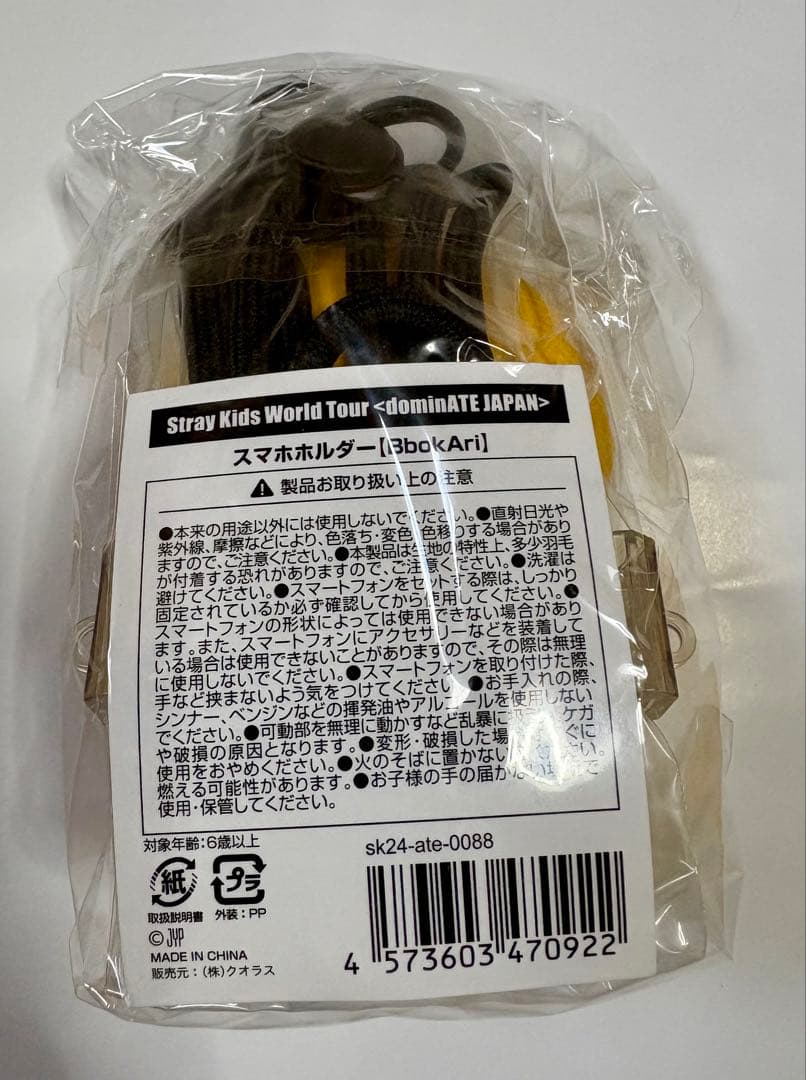 Stray Kids World Tour <dominATE JAPAN>
スマホホルダー【BbokAri】
製品お取り扱い上の注意
●本来の用途以外には使用しないでください。●直射日光や
紫外線、摩擦などにより、色落ち・変色・色移りする場合があり
ますので、ご注意ください。●本製品は生地の特性上、多少羽毛
が付着する恐れがありますので、ご注意ください。●洗濯は
避けてください。●スマートフォンをセットする際は、しっかり
固定されているか必ず確認してから使用してください。●
スマートフォンの形状によっては使用できない場合があり
ます。また、スマートフォンにアクセサリーなどを装着して
いる場合は使用できないことがありますので、その際は無理
に使用しないでください。●スマートフォンを取り付けた際、
手など挟まないよう気をつけてください。●お手入れの際、
シンナー、ベンジンなどの揮発油やアルコールを使用しない
でください。●可動部を無理に動かすなど乱暴に ケガ
や破損の原因となります。●変形・破損した場 ぐに
使用をおやめください。●火のそばに置かない さい。
燃える可能性があります。●お子様の手の届かない場 で
使用・保管してください。
対象年齢:6歳以上
紙
プラ
取扱説明書 外装:PP
©JYP
MADE IN CHINA
販売元:(株)クオラス
sk24-ate-0088
4 573603 470922